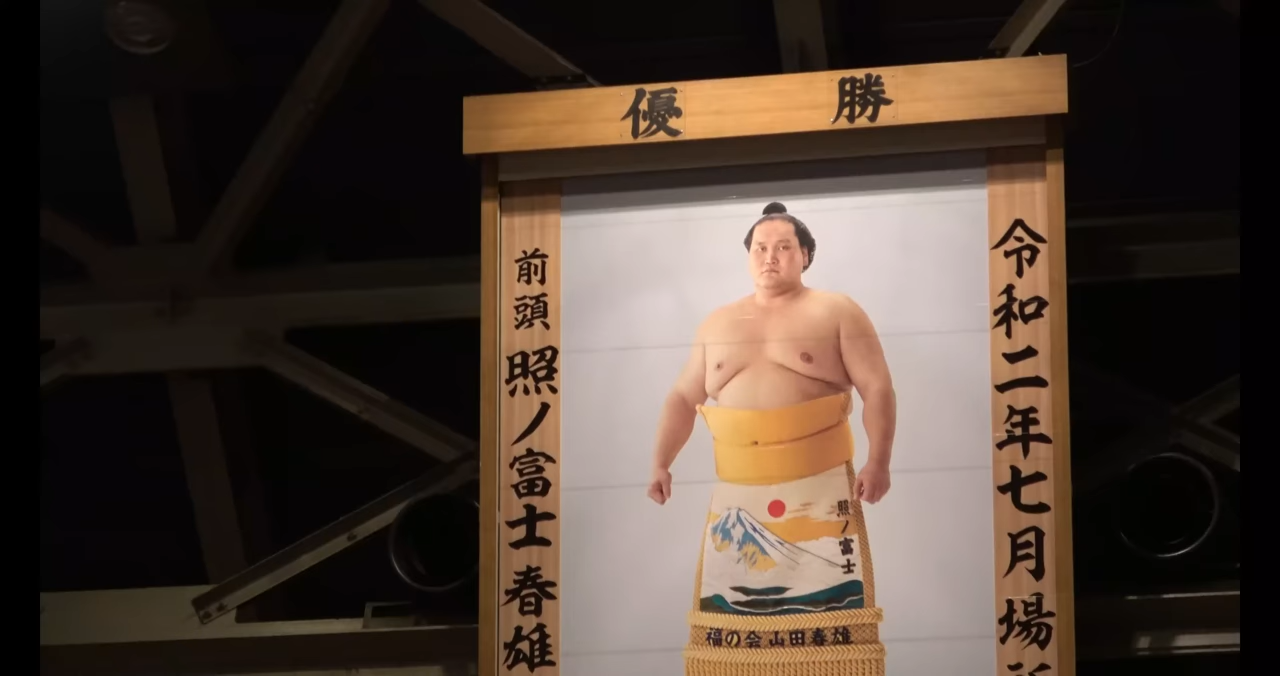 優勝
令和二年七月場所
前頭 照ノ富士 春雄
照ノ富士
福の会 山田春雄